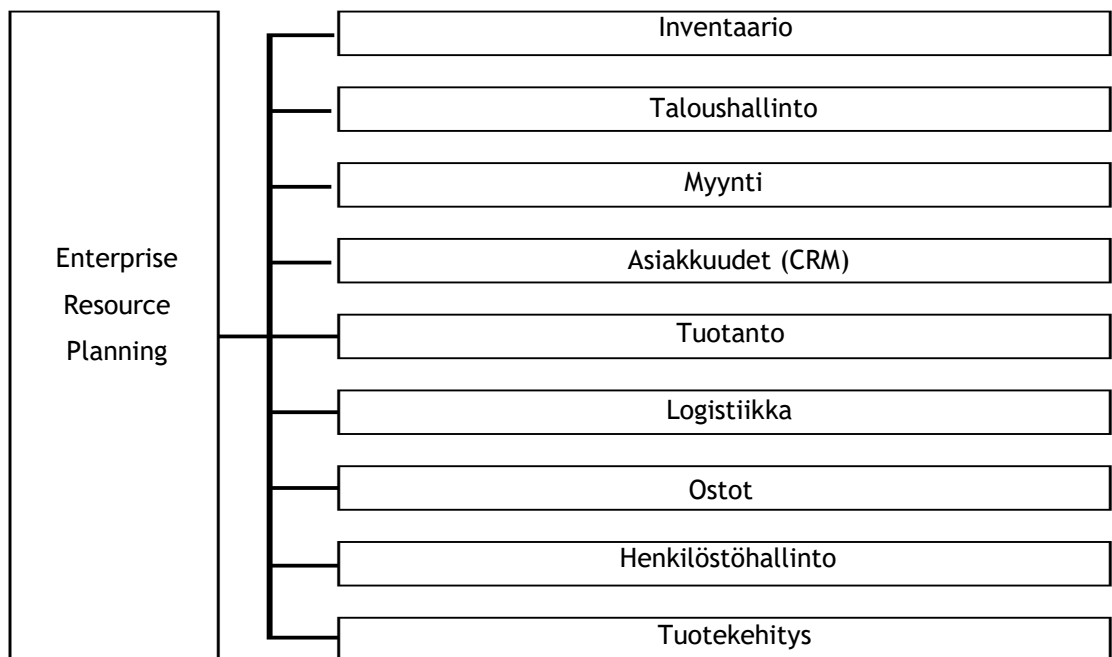 Enterprise
Resource
Planning
Inventaario
Taloushallinto
Myynti
Asiakkuudet (CRM)
Tuotanto
Logistiikka
Ostot
Henkilöstöhallinto
Tuotekehitys